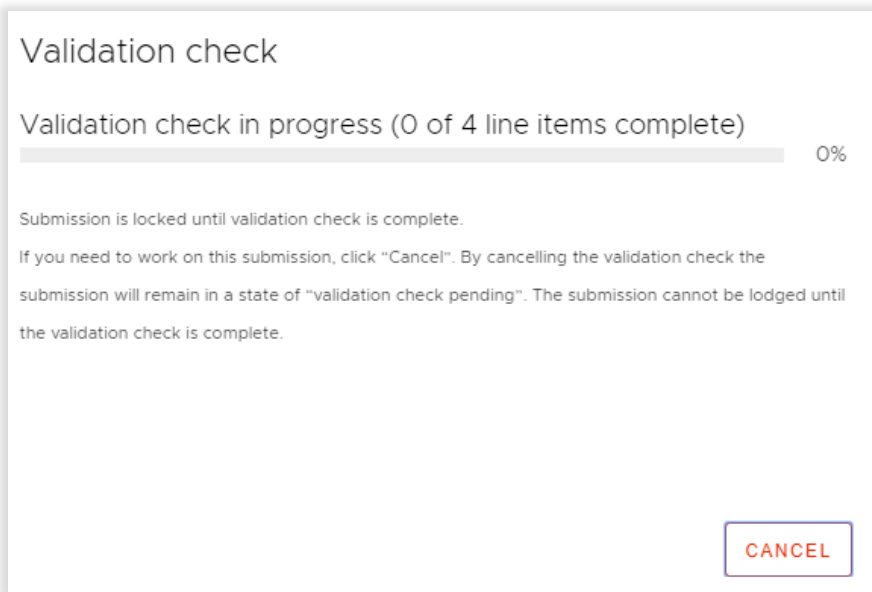 Validation check
Validation check in progress (0 of 4 line items complete)
0%
Submission is locked until validation check is complete.
If you need to work on this submission, click "Cancel". By cancelling the validation check the
submission will remain in a state of "validation check pending". The submission cannot be lodged until
the validation check is complete.
CANCEL